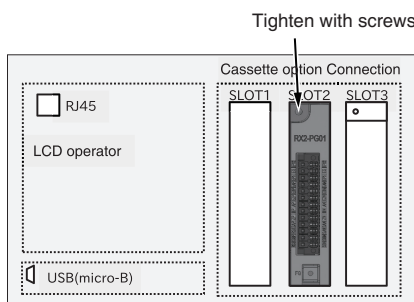 Tighten with screws
Cassette option Connection
SLOT1 SLOT2 SLOT3
RJ45
RX2-PG01
LCD operator
USB(micro-B)